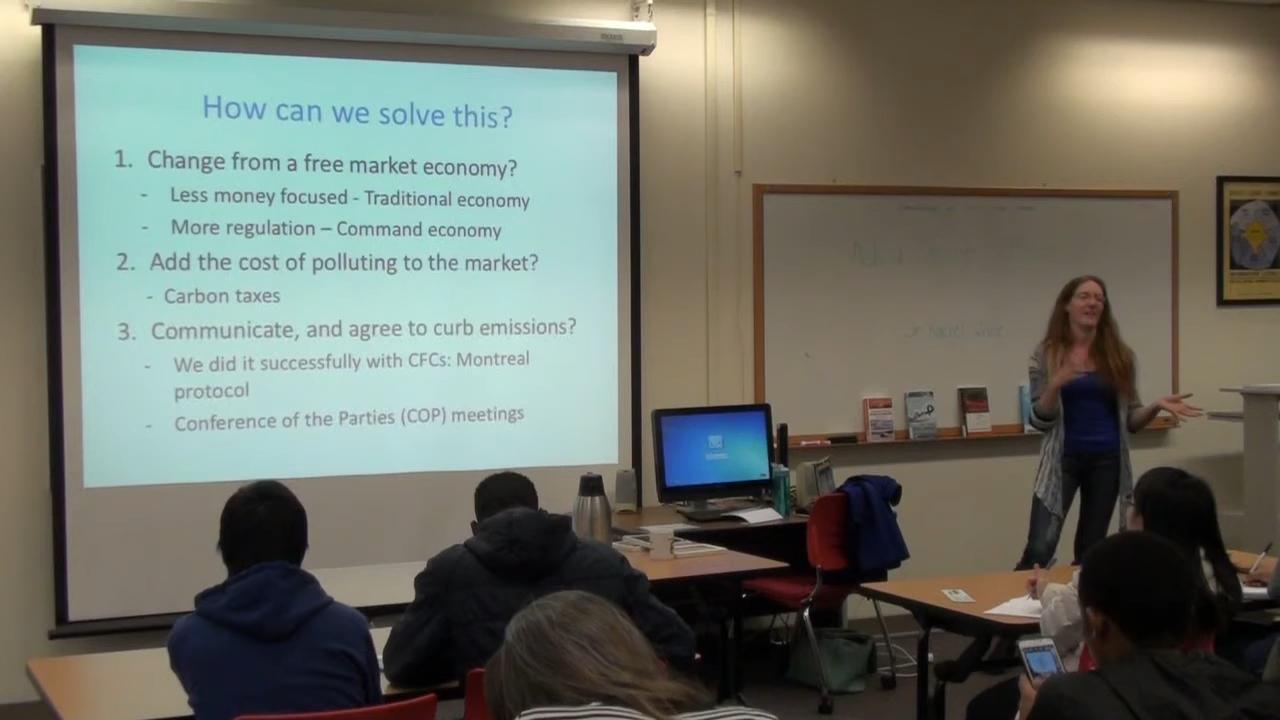 How can we solve this?
1. Change from a free market economy?
- Less money focused - Traditional economy
- More regulation – Command economy
2. Add the cost of polluting to the market?
- Carbon taxes
3. Communicate, and agree to curb emissions?
- We did it successfully with CFCs: Montreal
protocol
- Conference of the Parties (COP) meetings